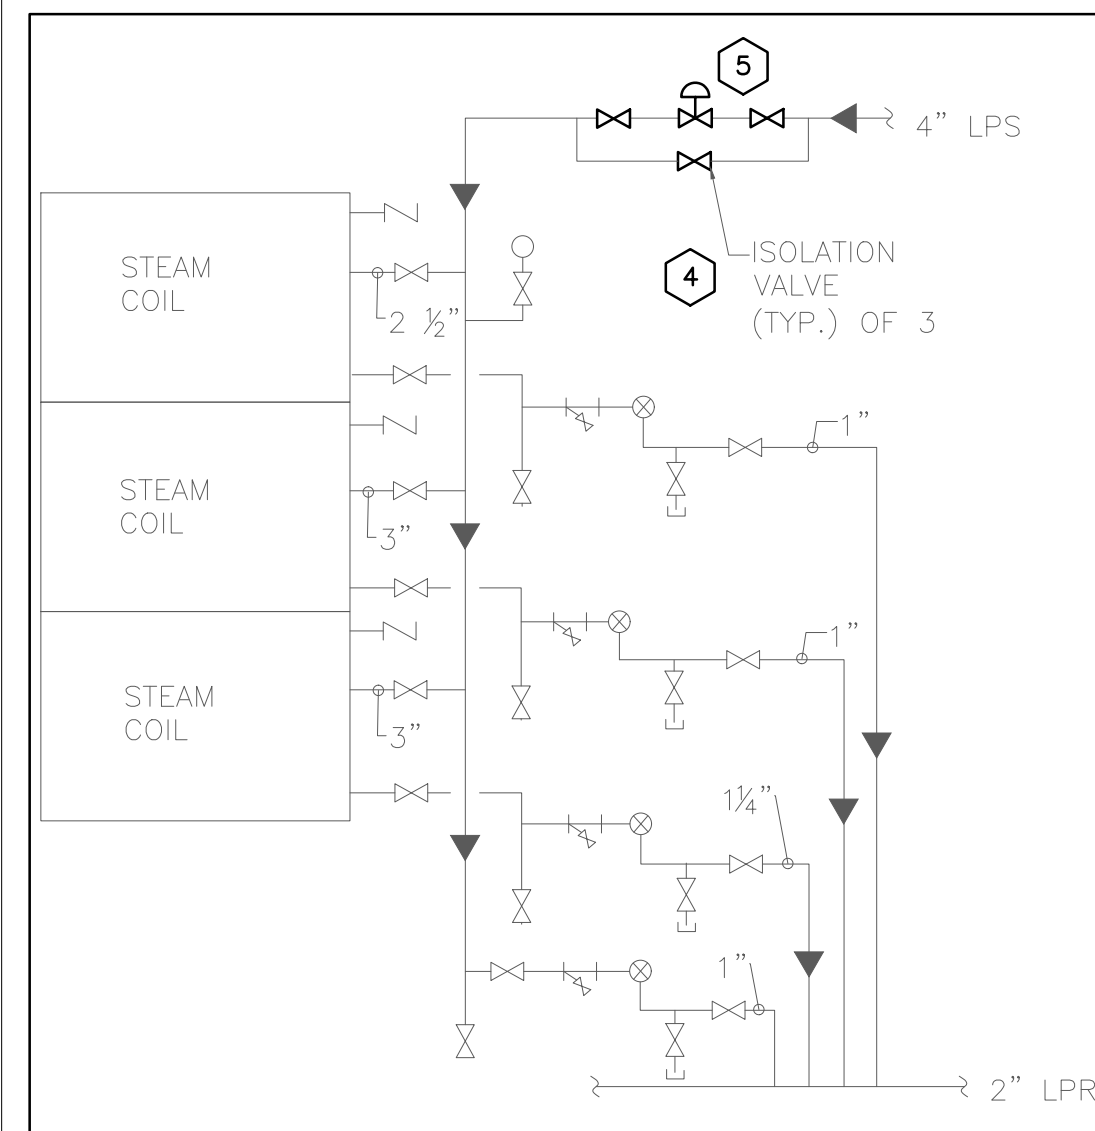 5
4” LPS
4
ISOLATION
VALVE
(TYP.) OF 3
STEAM
COIL
2 ½”
1”
STEAM
COIL
3”
1”
STEAM
COIL
3”
1¼”
1”
2” LPR